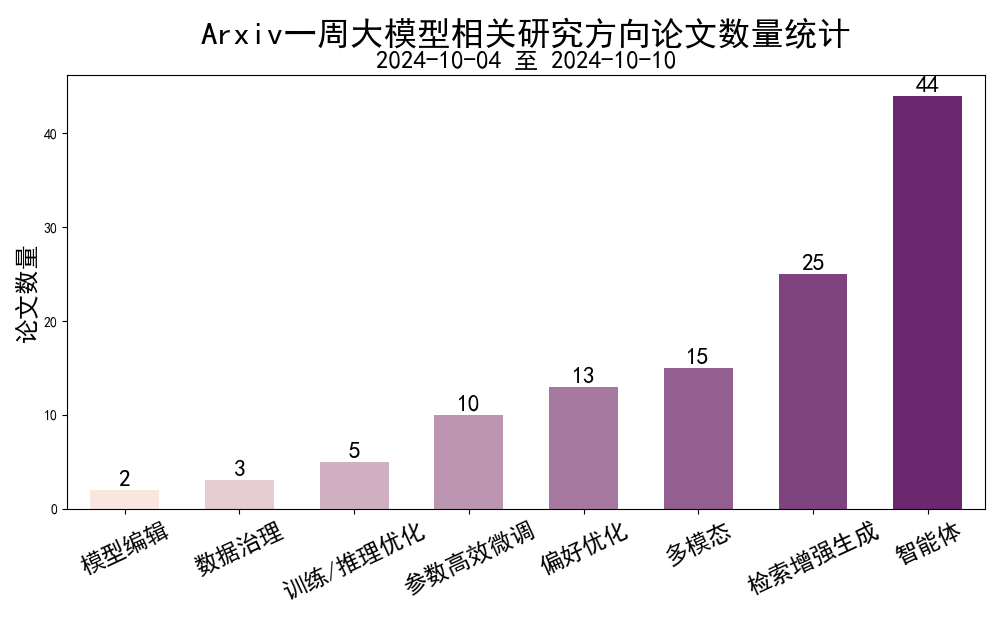 Arxiv一周大模型相关研究方向论文数量统计
2024-10-04 至 2024-10-10
论文数量
40
30
20
10
0
2
3
5
10
13
15
25
44
模型编辑
数据治理
训练/推理优化
参数高效微调
偏好优化
多模态
检索增强生成
智能体